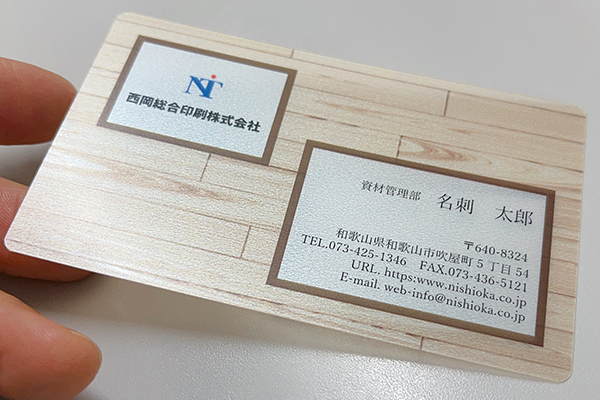 NT
西岡総合印刷株式会社
資材管理部 名刺 太郎
〒640-8324
和歌山県和歌山市吹屋町5丁目54
TEL.073-425-1346 FAX.073-436-5121
URL. https:www.nishioka.co.jp
E-mail. web-info@nishioka.co.jp